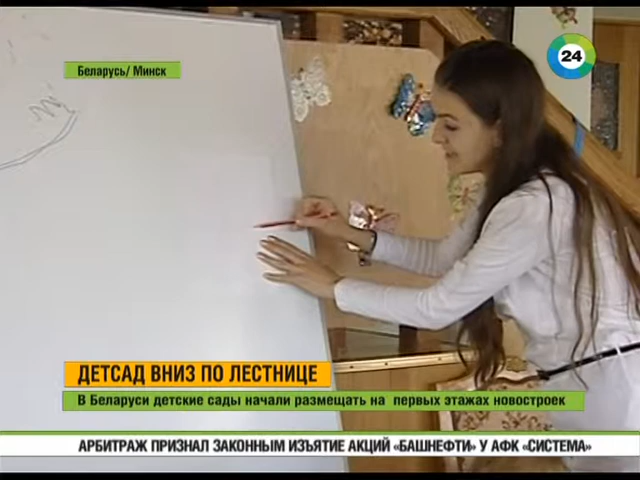 24
Беларусь/ Минск
ДЕТСАД ВНИЗ ПО ЛЕСТНИЦЕ
В Беларуси детские сады начали размещать на первых этажах новостроек
АРБИТРАЖ ПРИЗНАЛ ЗАКОННЫМ ИЗЪЯТИЕ АКЦИЙ «БАШНЕФТИ» У АФК «СИСТЕМА»